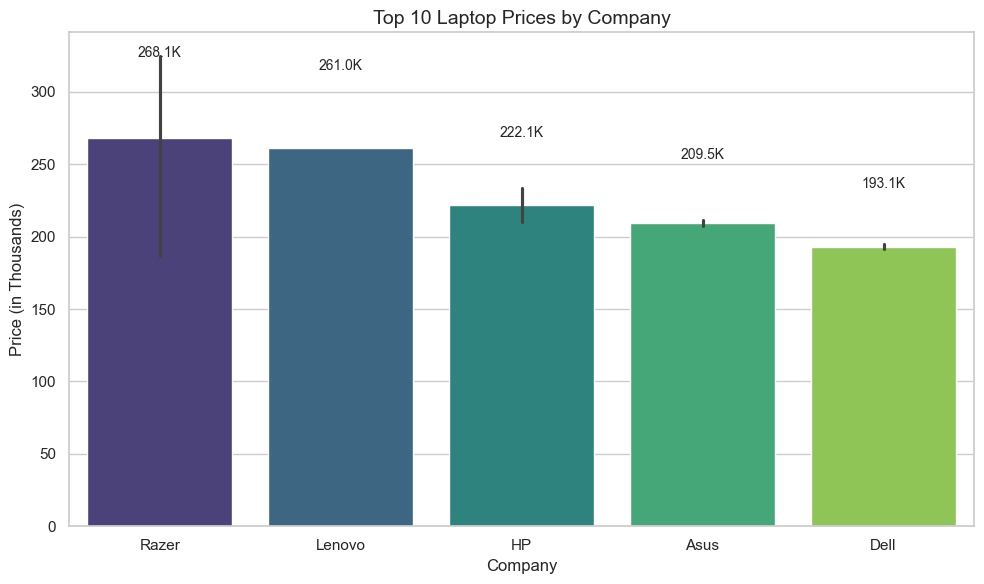 Top 10 Laptop Prices by Company
268.1K
261.0K
222.1K
209.5K
193.1K
Price (in Thousands)
300
250
200
150
100
50
0
Razer
Lenovo
HP
Asus
Dell
Company